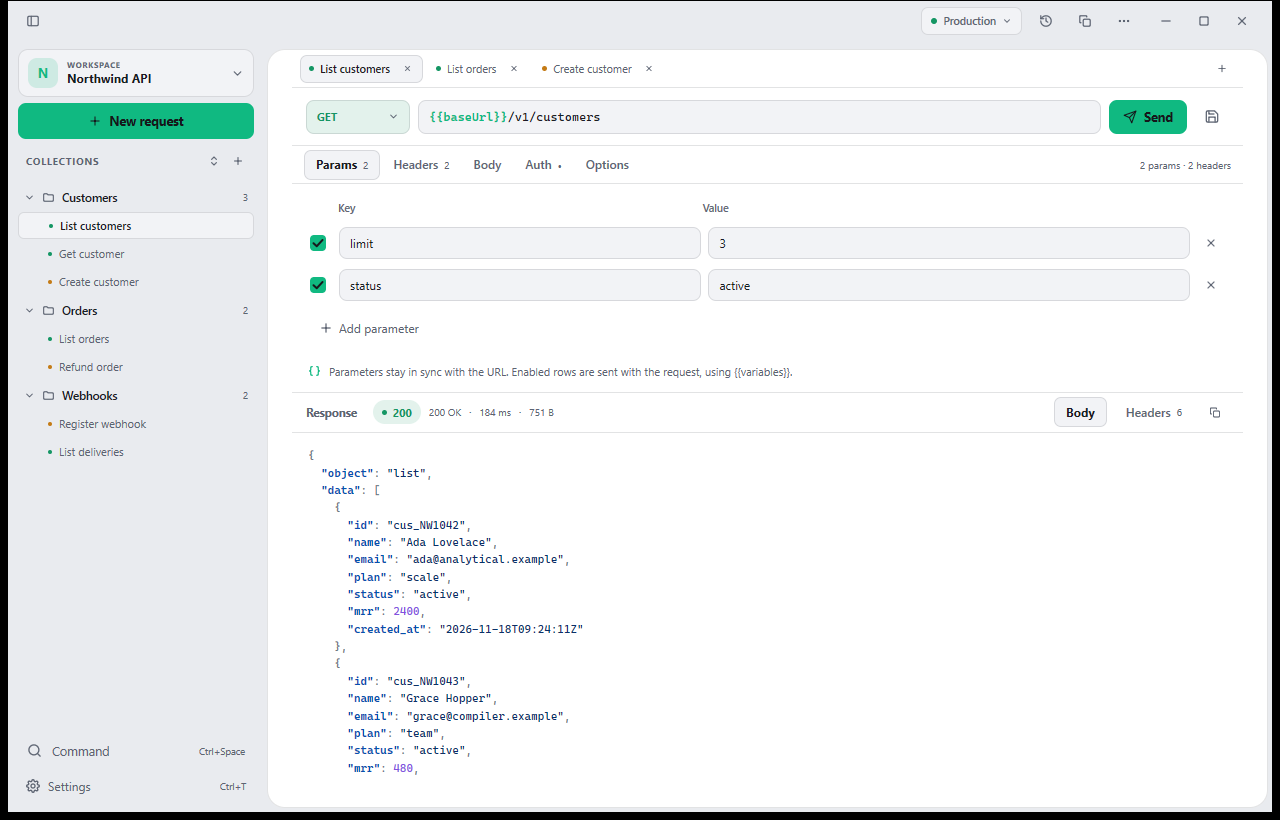 Production
N
WORKSPACE
Northwind API
New request
COLLECTIONS
Customers 3
List customers
Get customer
Create customer
Orders 2
List orders
Refund order
Webhooks 2
Register webhook
List deliveries
Command Ctrl+Space
Settings Ctrl+T
List customers List orders Create customer
GET {{baseUrl}}/v1/customers Send
Params 2 Headers 2 Body Auth • Options 2 params · 2 headers
Key Value
limit 3
status active
Add parameter
{} Parameters stay in sync with the URL. Enabled rows are sent with the request, using {{variables}}.
Response 200 200 OK · 184 ms · 751 B Body Headers 6
{
"object": "list",
"data": [
{
"id": "cus_NW1042",
"name": "Ada Lovelace",
"email": "ada@analytical.example",
"plan": "scale",
"status": "active",
"mrr": 2400,
"created_at": "2026-11-18T09:24:11Z"
},
{
"id": "cus_NW1043",
"name": "Grace Hopper",
"email": "grace@compiler.example",
"plan": "team",
"status": "active",
"mrr": 480,